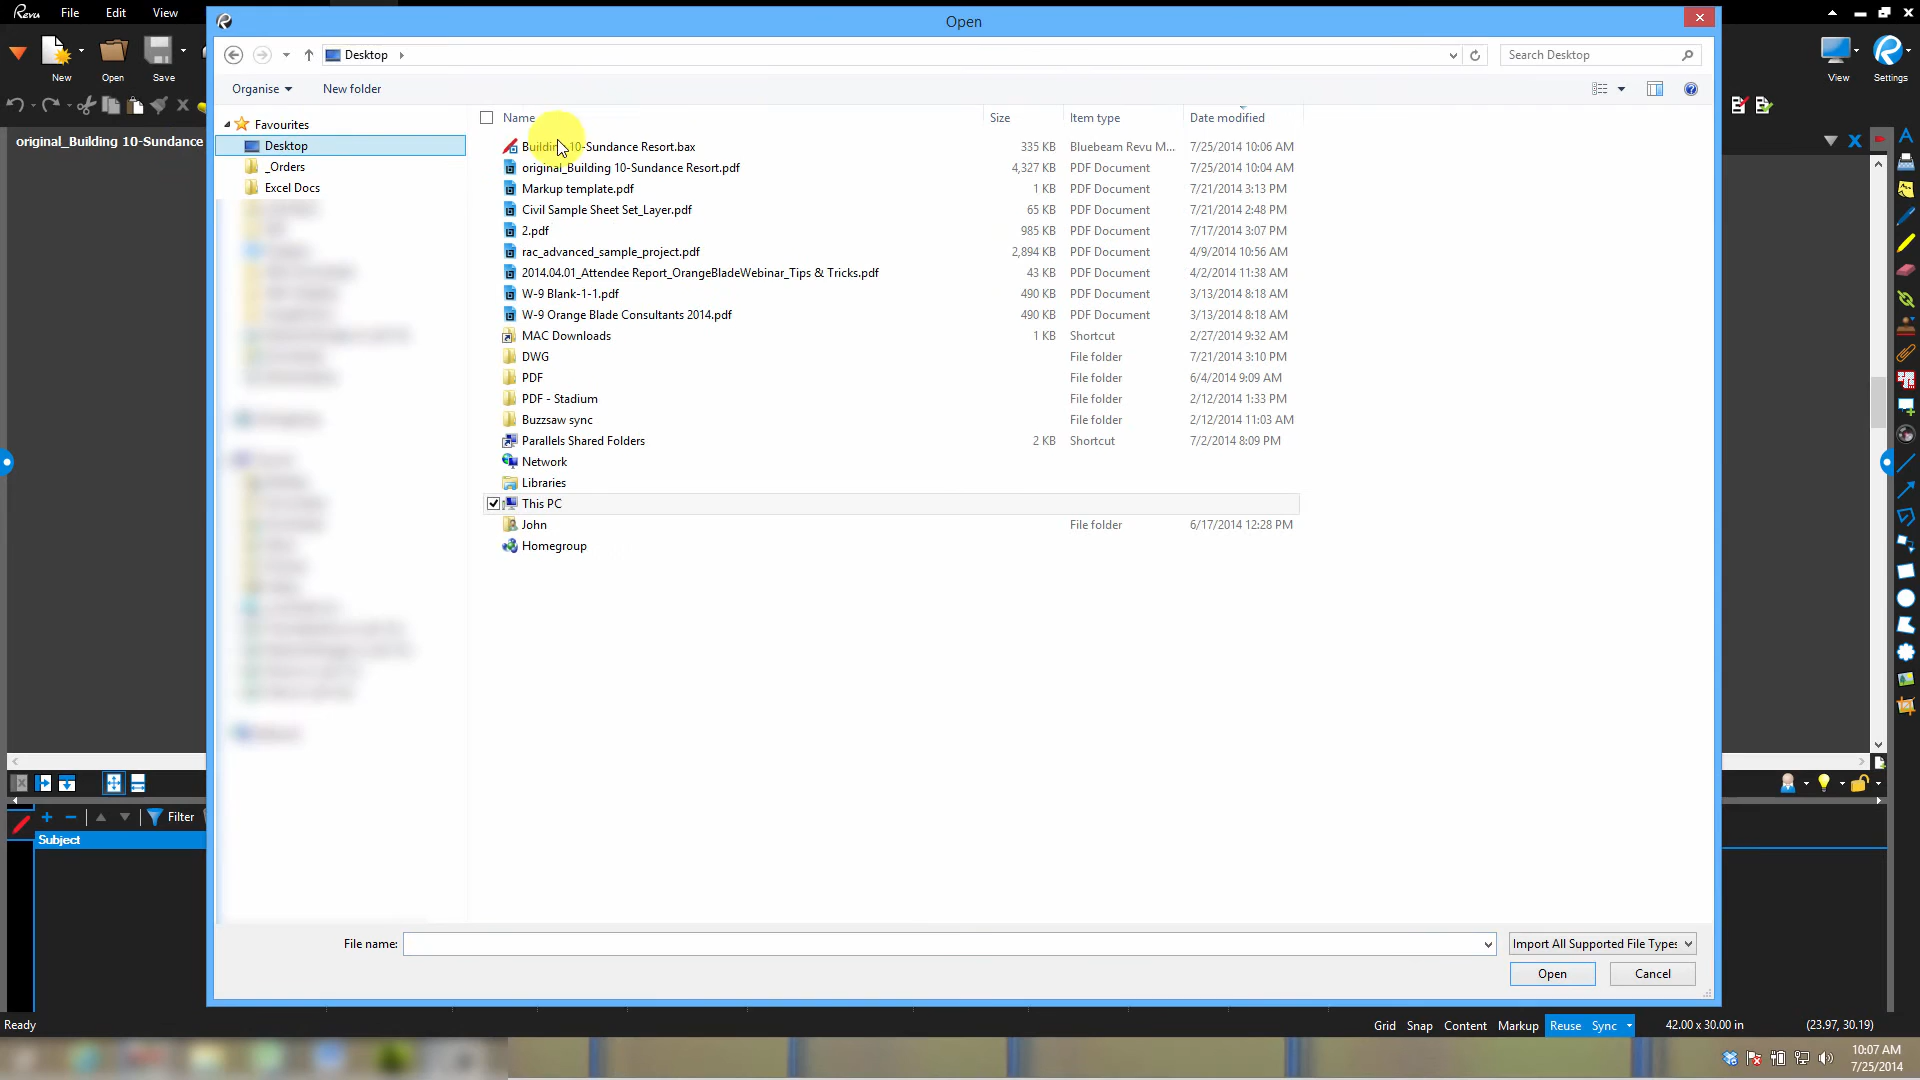 Revu File Edit View
Open
New Open Save
Desktop
Search Desktop
View Settings
Organise New folder
original_Building 10-Sundance
Favourites
Desktop
_Orders
Excel Docs
Name Size Item type Date modified
Building 10-Sundance Resort.bax 335 KB Bluebeam Revu M... 7/25/2014 10:06 AM
original_Building 10-Sundance Resort.pdf 4,327 KB PDF Document 7/25/2014 10:04 AM
Markup template.pdf 1 KB PDF Document 7/21/2014 3:13 PM
Civil Sample Sheet Set_Layer.pdf 65 KB PDF Document 7/21/2014 2:48 PM
2.pdf 985 KB PDF Document 7/17/2014 3:07 PM
rac_advanced_sample_project.pdf 2,894 KB PDF Document 4/9/2014 10:56 AM
2014.04.01_Attendee Report_OrangeBladeWebinar_Tips & Tricks.pdf 43 KB PDF Document 4/2/2014 11:38 AM
W-9 Blank-1-1.pdf 490 KB PDF Document 3/13/2014 8:18 AM
W-9 Orange Blade Consultants 2014.pdf 490 KB PDF Document 3/13/2014 8:18 AM
MAC Downloads 1 KB Shortcut 2/27/2014 9:32 AM
DWG File folder 7/21/2014 3:10 PM
PDF File folder 6/4/2014 9:09 AM
PDF - Stadium File folder 2/12/2014 1:33 PM
Buzzsaw sync File folder 2/12/2014 11:03 AM
Parallels Shared Folders 2 KB Shortcut 7/2/2014 8:09 PM
Network
Libraries
This PC
John File folder 6/17/2014 12:28 PM
Homegroup
Filter
Subject
File name: Import All Supported File Types
Open Cancel
Ready Grid Snap Content Markup Reuse Sync 42.00 x 30.00 in (23.97, 30.19)
10:07 AM
7/25/2014